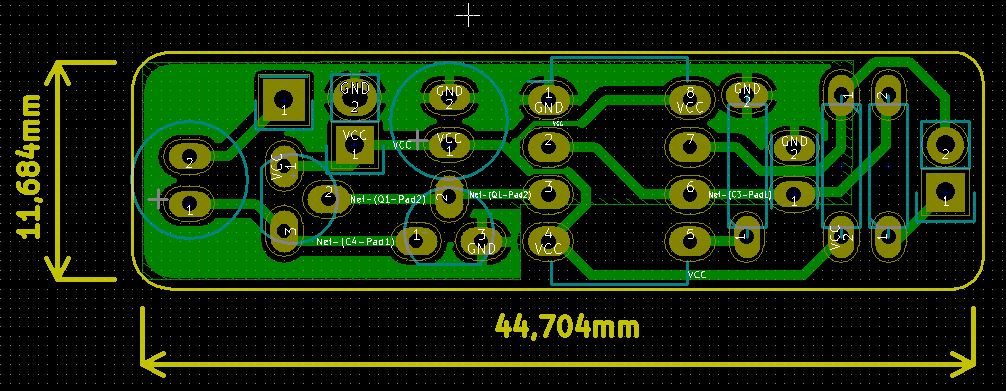 11,684mm
GND
2
GND
2
1
GND
8
VCC
GND
2
1
2
1
VCC
VCC
1
VCC
VCC
1
2
7
GND
2
2
2
VCC
1
1
2
Net-(Q1-Pad2)
2
Net-(Q1-Pad2)
3
6
Net-(C3-Pad1)
1
1
3
Net-(C4-Pad1)
1
3
GND
4
VCC
5
1
VCC
2
1
VCC
44,704mm